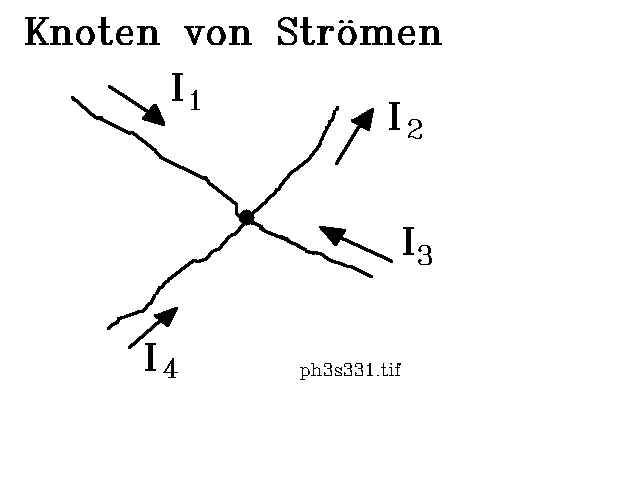 Knoten von Strömen
I1
I2
I3
I4
ph3s331.tif